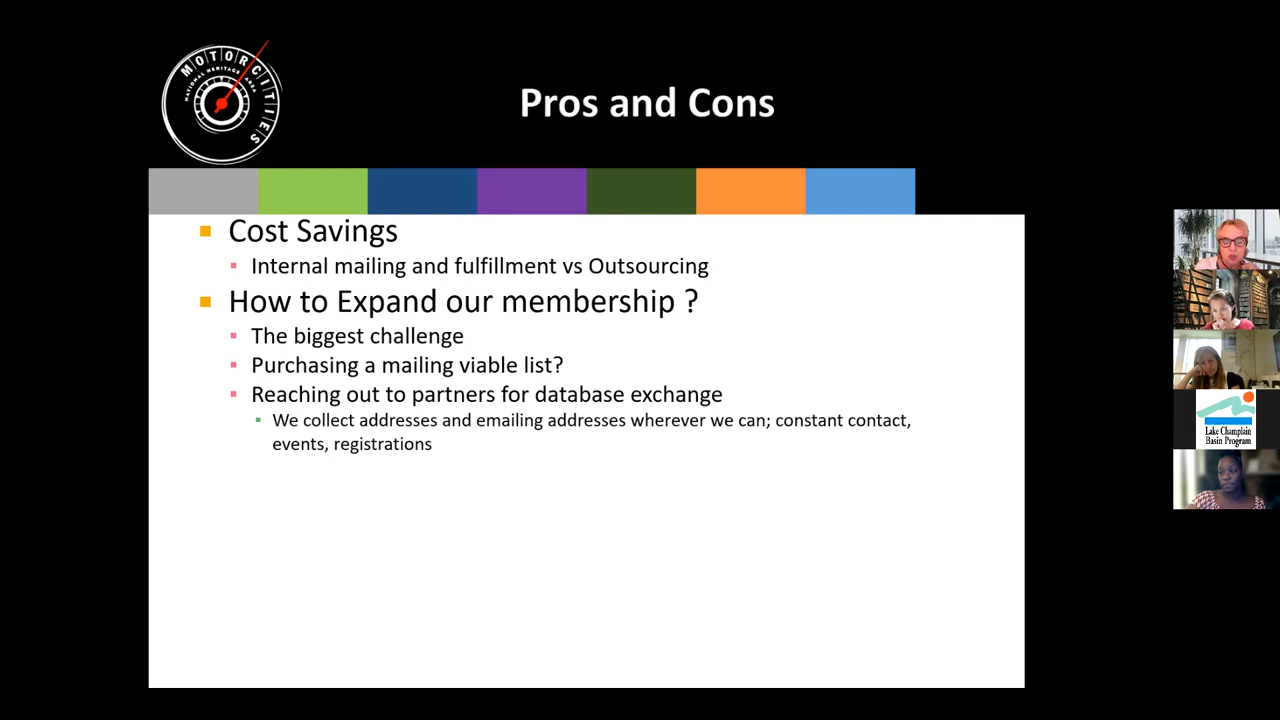 MOTORCITIES
NATIONAL HERITAGE AREA
Pros and Cons
Cost Savings
Internal mailing and fulfillment vs Outsourcing
How to Expand our membership ?
The biggest challenge
Purchasing a mailing viable list?
Reaching out to partners for database exchange
We collect addresses and emailing addresses wherever we can; constant contact,
events, registrations
Lake Champlain
Basin Program